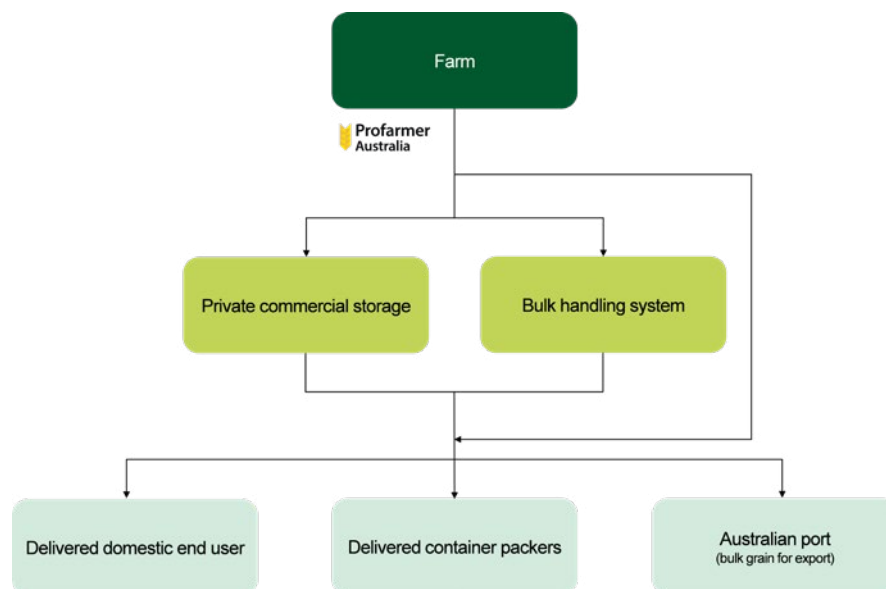 Farm
Profarmer
Australia
Private commercial storage
Bulk handling system
Delivered domestic end user
Delivered container packers
Australian port
(bulk grain for export)